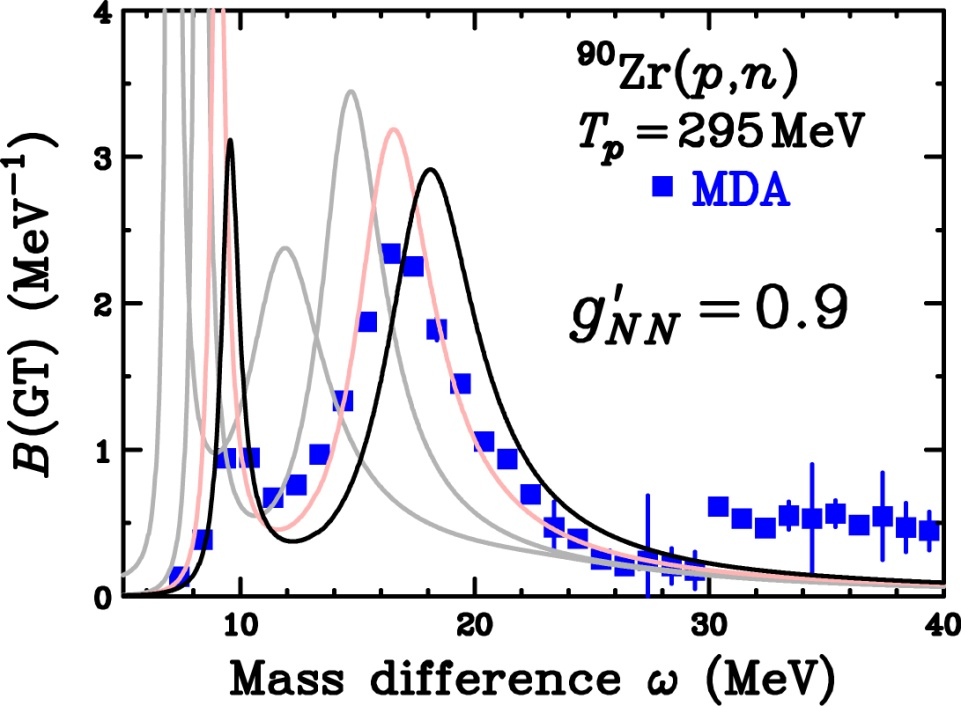 4
3
2
1
0
B(GT) (MeV⁻¹)
⁹⁰Zr(p,n)
Tₚ = 295 MeV
MDA
g′NN = 0.9
10 20 30 40
Mass difference ω (MeV)